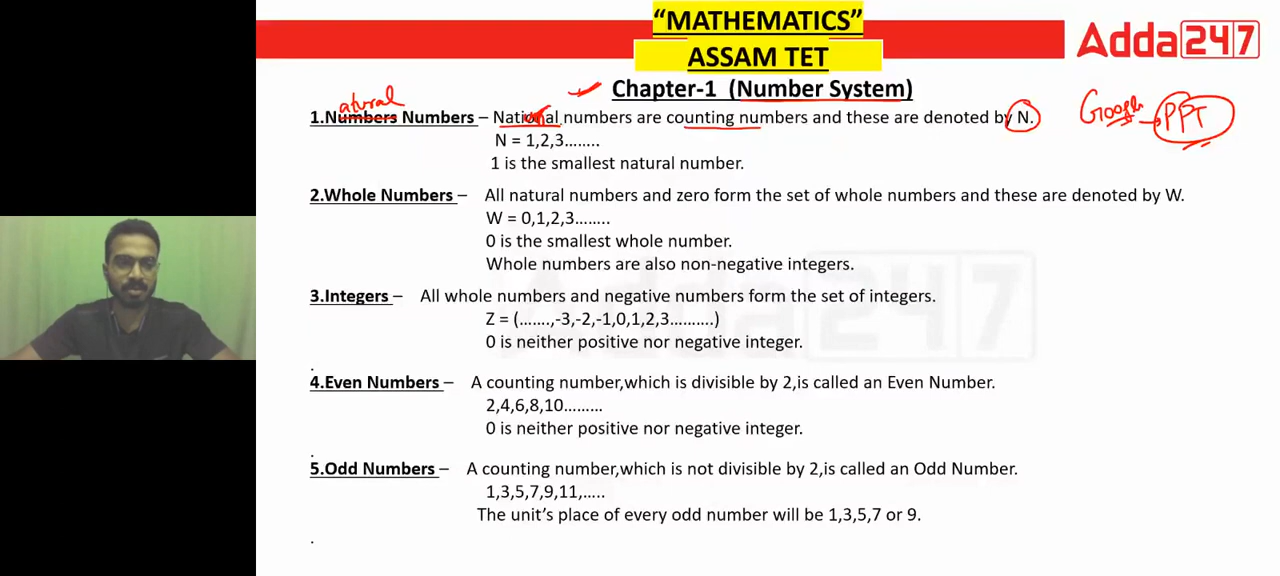 “MATHEMATICS”
ASSAM TET
Adda247
Chapter-1 (Number System)
atural
1.Numbers Numbers – National numbers are counting numbers and these are denoted by N.
Google → PPT
N = 1,2,3……..
1 is the smallest natural number.
2.Whole Numbers – All natural numbers and zero form the set of whole numbers and these are denoted by W.
W = 0,1,2,3……..
0 is the smallest whole number.
Whole numbers are also non-negative integers.
3.Integers – All whole numbers and negative numbers form the set of integers.
Z = (…….,-3,-2,-1,0,1,2,3……….)
0 is neither positive nor negative integer.
.
4.Even Numbers – A counting number,which is divisible by 2,is called an Even Number.
2,4,6,8,10………
0 is neither positive nor negative integer.
.
5.Odd Numbers – A counting number,which is not divisible by 2,is called an Odd Number.
1,3,5,7,9,11,…..
The unit’s place of every odd number will be 1,3,5,7 or 9.
.
Adda247